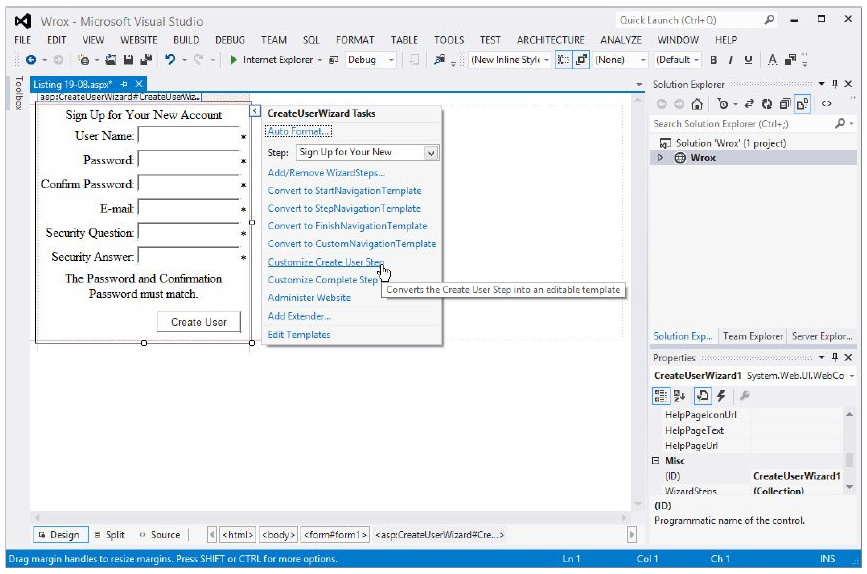 Wrox - Microsoft Visual Studio
Quick Launch (Ctrl+Q)
FILE EDIT VIEW WEBSITE BUILD DEBUG TEAM SQL FORMAT TABLE TOOLS TEST ARCHITECTURE ANALYZE WINDOW HELP
Internet Explorer Debug (New Inline Style (None) (Default B I U A
Toolbox
Listing 19-08.aspx*
asp:CreateUserWizard#CreateUserWiz...
Sign Up for Your New Account
User Name: *
Password: *
Confirm Password: *
E-mail: *
Security Question: *
Security Answer: *
The Password and Confirmation
Password must match.
Create User
CreateUserWizard Tasks
Auto Format...
Step: Sign Up for Your New
Add/Remove WizardSteps...
Convert to StartNavigationTemplate
Convert to StepNavigationTemplate
Convert to FinishNavigationTemplate
Convert to CustomNavigationTemplate
Customize Create User Step
Customize Complete Step
Converts the Create User Step into an editable template
Administer Website
Add Extender...
Edit Templates
Solution Explorer
Search Solution Explorer (Ctrl+;)
Solution 'Wrox' (1 project)
Wrox
Solution Exp... Team Explorer Server Explor...
Properties
CreateUserWizard1 System.Web.UI.WebCo
HelpPageIconUrl
HelpPageText
HelpPageUrl
Misc
(ID) CreateUserWizard1
WizardSteps (Collection)
(ID)
Programmatic name of the control.
Design Split Source <html> <body> <form#form1> <asp:CreateUserWizard#Cre...>
Drag margin handles to resize margins. Press SHIFT or CTRL for more options. Ln 1 Col 1 Ch 1 INS